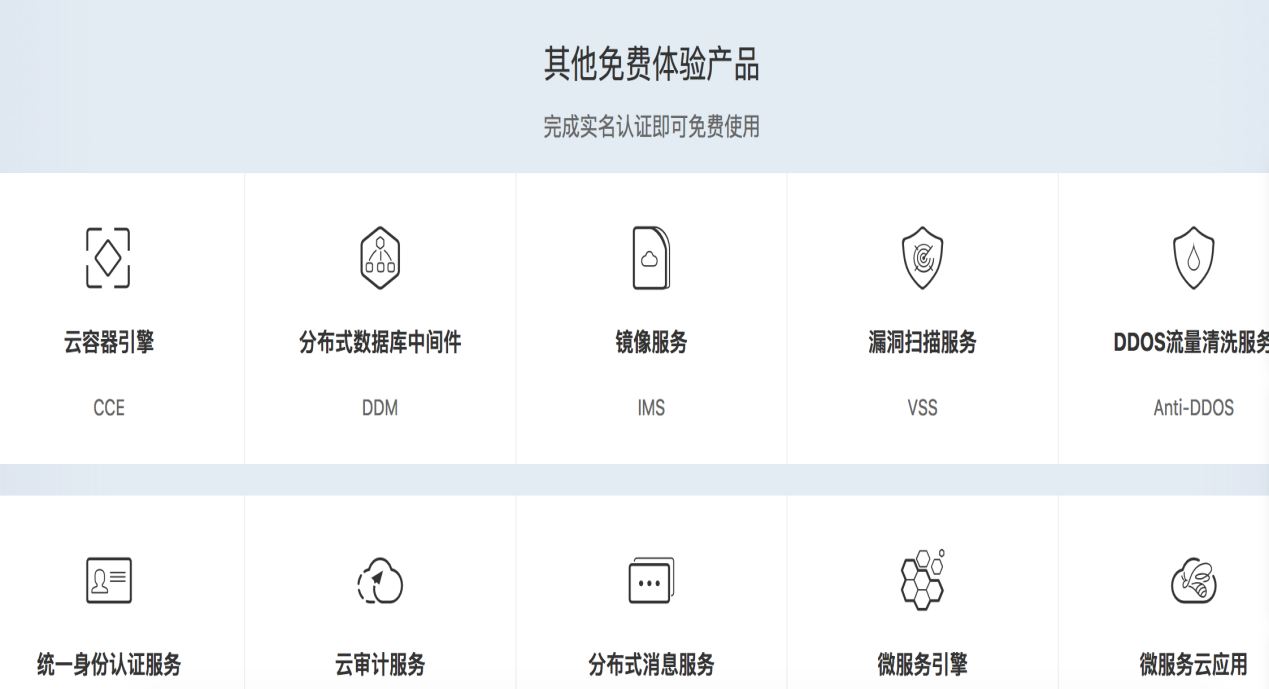 其他免费体验产品
完成实名认证即可免费使用
云容器引擎
分布式数据库中间件
镜像服务
漏洞扫描服务
DDOS流量清洗服务
CCE
DDM
IMS
VSS
Anti-DDOS
统一身份认证服务
云审计服务
分布式消息服务
微服务引擎
微服务云应用